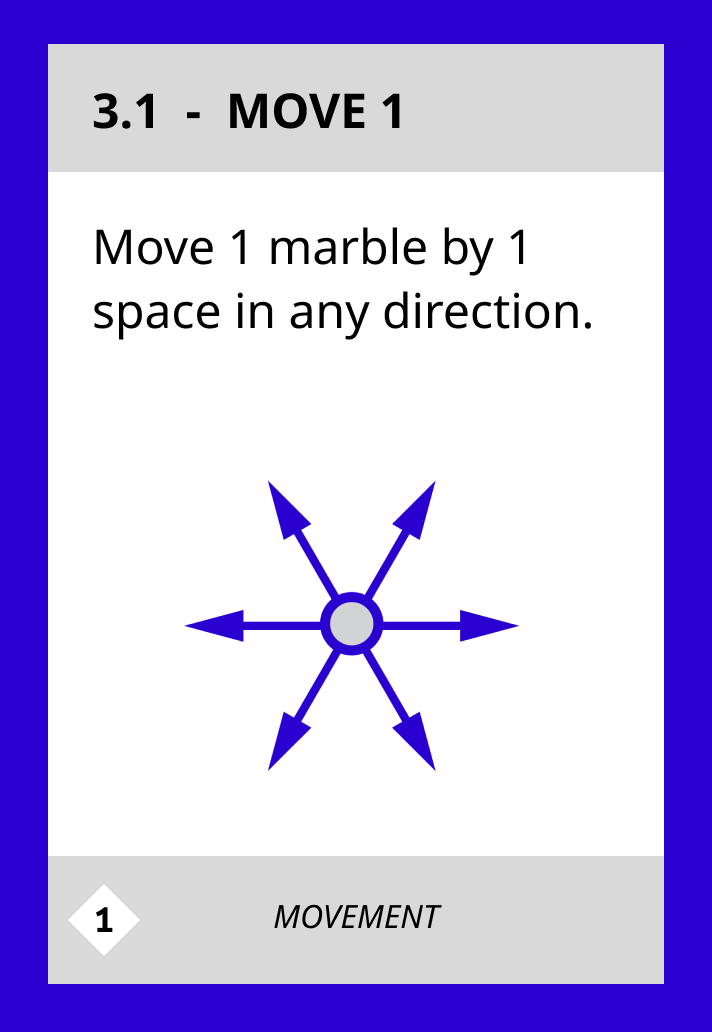 3.1 - MOVE 1
Move 1 marble by 1
space in any direction.
1
MOVEMENT